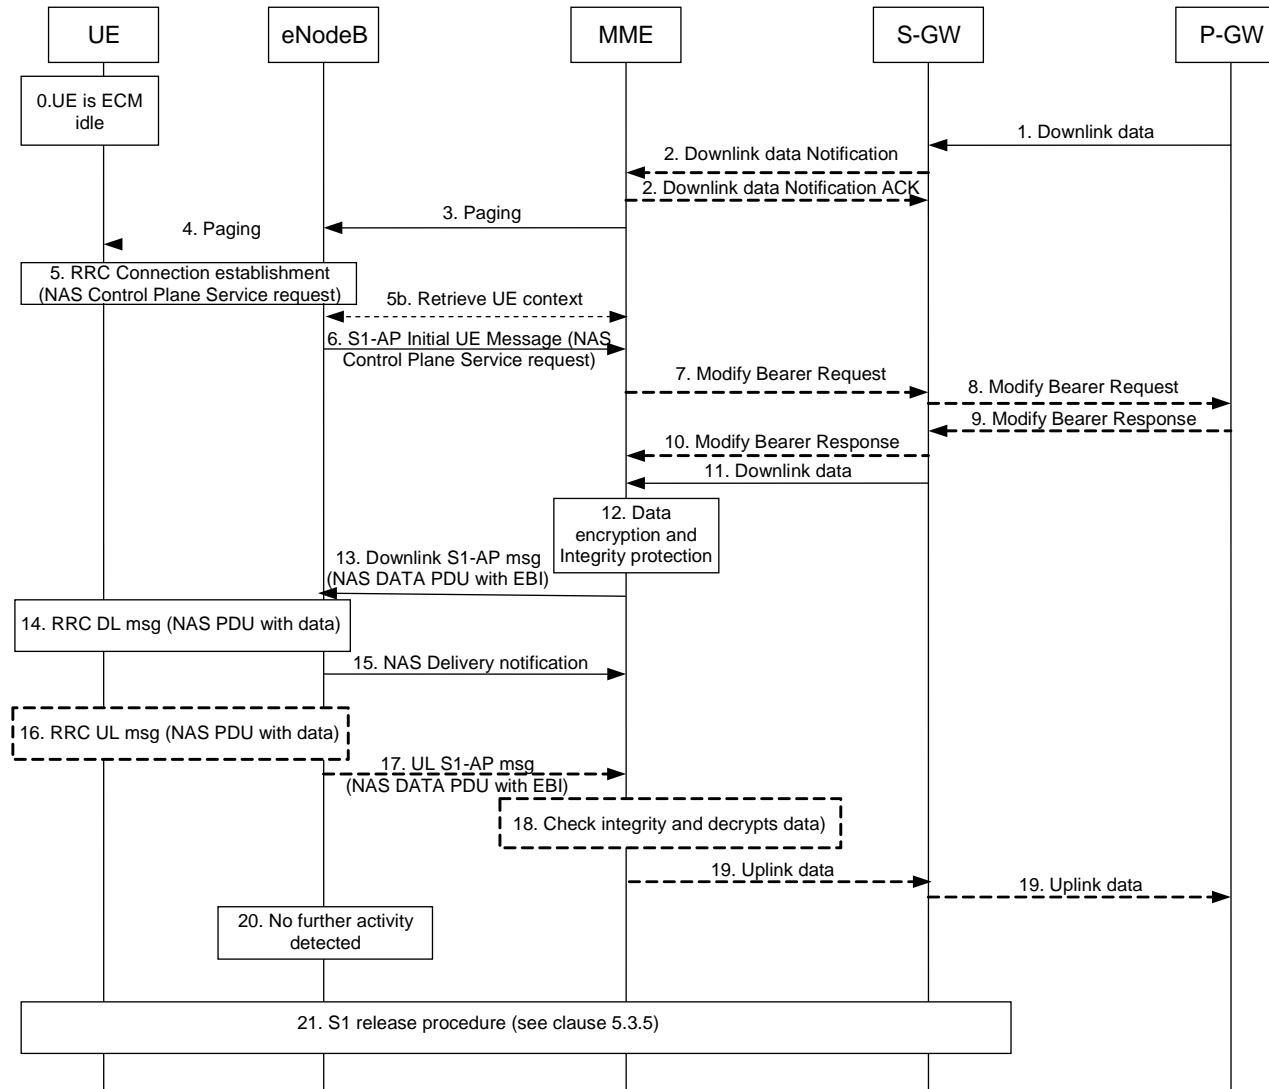 UE
eNodeB
MME
S-GW
P-GW
0.UE is ECM
idle
1. Downlink data
2. Downlink data Notification
2. Downlink data Notification ACK
3. Paging
4. Paging
5. RRC Connection establishment
(NAS Control Plane Service request)
5b. Retrieve UE context
6. S1-AP Initial UE Message (NAS
Control Plane Service request)
7. Modify Bearer Request
8. Modify Bearer Request
9. Modify Bearer Response
10. Modify Bearer Response
11. Downlink data
12. Data
encryption and
Integrity protection
13. Downlink S1-AP msg
(NAS DATA PDU with EBI)
14. RRC DL msg (NAS PDU with data)
15. NAS Delivery notification
16. RRC UL msg (NAS PDU with data)
17. UL S1-AP msg
(NAS DATA PDU with EBI)
18. Check integrity and decrypts data)
19. Uplink data
19. Uplink data
20. No further activity
detected
21. S1 release procedure (see clause 5.3.5)